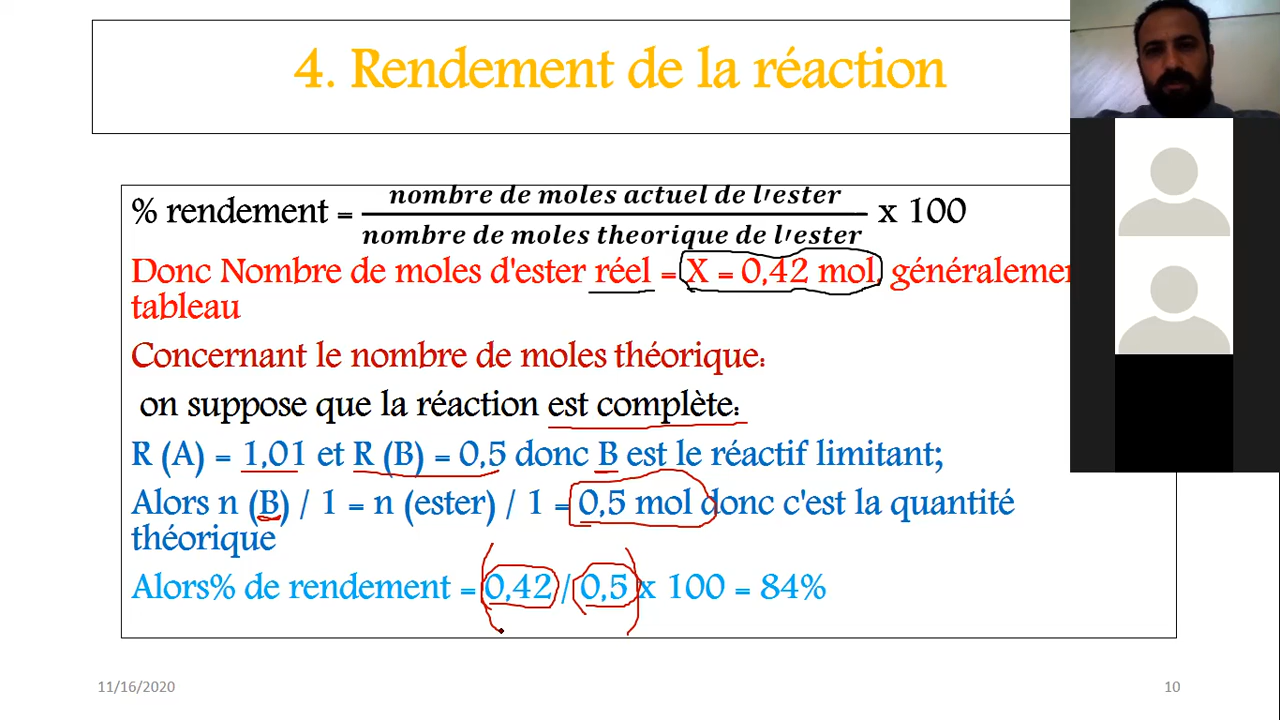 4. Rendement de la réaction
% rendement = nombre de moles actuel de l′ester / nombre de moles theorique de l′ester x 100
Donc Nombre de moles d'ester réel = X = 0,42 mol, généralemen
tableau
Concernant le nombre de moles théorique:
on suppose que la réaction est complète:
R (A) = 1,01 et R (B) = 0,5 donc B est le réactif limitant;
Alors n (B) / 1 = n (ester) / 1 = 0,5 mol donc c'est la quantité
théorique
Alors% de rendement = 0,42 / 0,5 x 100 = 84%
11/16/2020
10